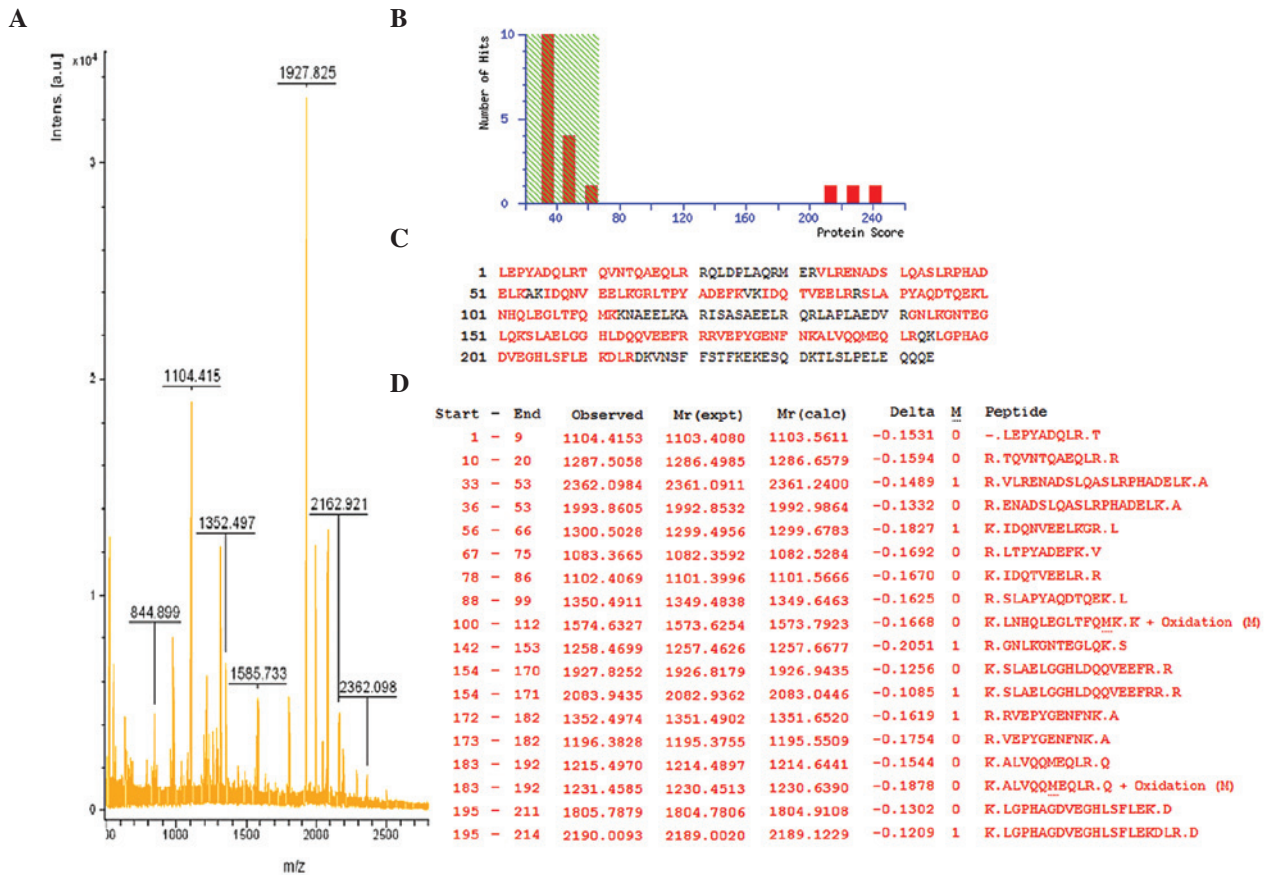 A
Intens. [a.u.]
x10⁴
1927.825
3
2
1104.415
1352.497
2162.921
1
844.899
1585.733
2362.098
0
1000
1500
2000
2500
m/z
B
Number of Hits
10
5
0
40
80
120
160
200
240
Protein Score
C
1 LEPYADQLRT QVNTQAEQLR RQLDPLAQRM ERVLRENADS LQASLRPHAD
51 ELKAKIDQNV EELKGRLTPY ADEFKVKIDQ TVEELRRSLA PYAQDTQEKL
101 NHQLEGLTFQ MKKNAEELKA RISASAEELR QRLAPLAEDV RGNLKGNTEG
151 LQKSLAELGG HLDQQVEEFR RRVEPYGENF NKALVQQMEQ LRQKLGPHAG
201 DVEGHLSFLE KDLRDKVNSF FSTFKEKESQ DKTLSLPELE QQQE
D
Start - End Observed Mr(expt) Mr(calc) Delta M Peptide
1 - 9 1104.4153 1103.4080 1103.5611 -0.1531 0 -.LEPYADQLR.T
10 - 20 1287.5058 1286.4985 1286.6579 -0.1594 0 R.TQVNTQAEQLR.R
33 - 53 2362.0984 2361.0911 2361.2400 -0.1489 1 R.VLRENADSLQASLRPHADELK.A
36 - 53 1993.8605 1992.8532 1992.9864 -0.1332 0 R.ENADSLQASLRPHADELK.A
56 - 66 1300.5028 1299.4956 1299.6783 -0.1827 1 K.IDQNVEELKGR.L
67 - 75 1083.3665 1082.3592 1082.5284 -0.1692 0 R.LTPYADEFK.V
78 - 86 1102.4069 1101.3996 1101.5666 -0.1670 0 K.IDQTVEELR.R
88 - 99 1350.4911 1349.4838 1349.6463 -0.1625 0 R.SLAPYAQDTQEK.L
100 - 112 1574.6327 1573.6254 1573.7923 -0.1668 0 K.LNHQLEGLTFQMK.K + Oxidation (M)
142 - 153 1258.4699 1257.4626 1257.6677 -0.2051 1 R.GNLKGNTEGLQK.S
154 - 170 1927.8252 1926.8179 1926.9435 -0.1256 0 K.SLAELGGHLDQQVEEFR.R
154 - 171 2083.9435 2082.9362 2083.0446 -0.1085 1 K.SLAELGGHLDQQVEEFRR.R
172 - 182 1352.4974 1351.4902 1351.6520 -0.1619 1 R.RVEPYGENFNK.A
173 - 182 1196.3828 1195.3755 1195.5509 -0.1754 0 R.VEPYGENFNK.A
183 - 192 1215.4970 1214.4897 1214.6441 -0.1544 0 K.ALVQQMEQLR.Q
183 - 192 1231.4585 1230.4513 1230.6390 -0.1878 0 K.ALVQQMEQLR.Q + Oxidation (M)
195 - 211 1805.7879 1804.7806 1804.9108 -0.1302 0 K.LGPHAGDVEGHLSFLEK.D
195 - 214 2190.0093 2189.0020 2189.1229 -0.1209 1 K.LGPHAGDVEGHLSFLEKDLR.D